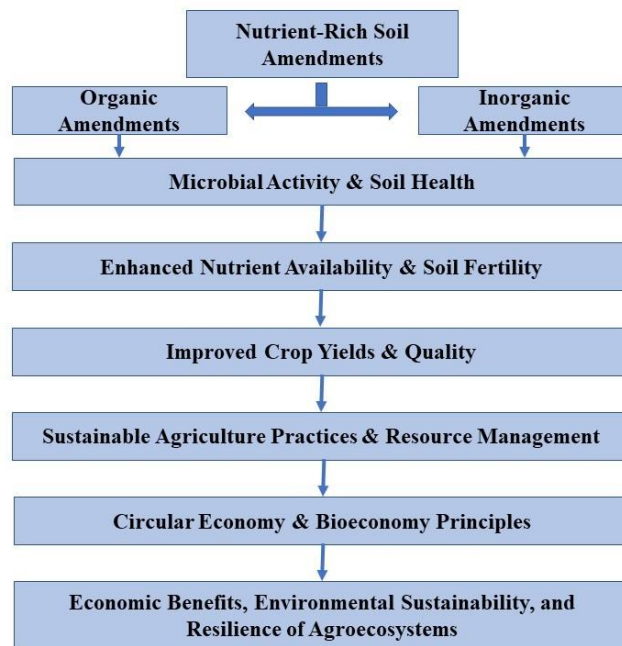 Nutrient-Rich Soil
Amendments
Organic
Amendments
Inorganic
Amendments
Microbial Activity & Soil Health
Enhanced Nutrient Availability & Soil Fertility
Improved Crop Yields & Quality
Sustainable Agriculture Practices & Resource Management
Circular Economy & Bioeconomy Principles
Economic Benefits, Environmental Sustainability, and
Resilience of Agroecosystems